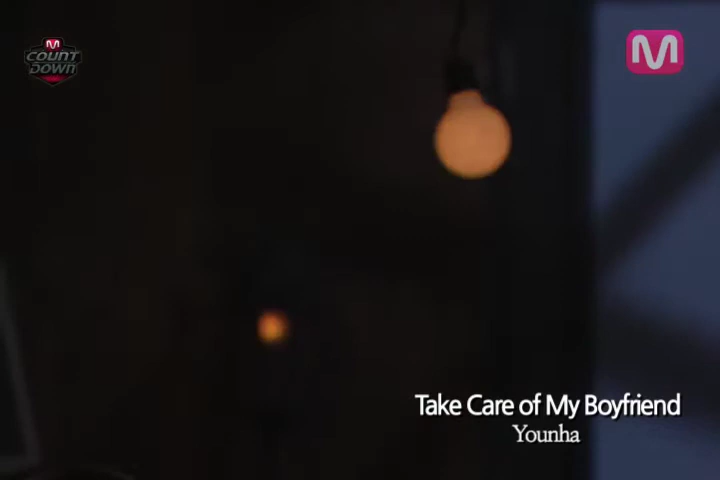 M
COUNT
DOWN
M
Take Care of My Boyfriend
Younha